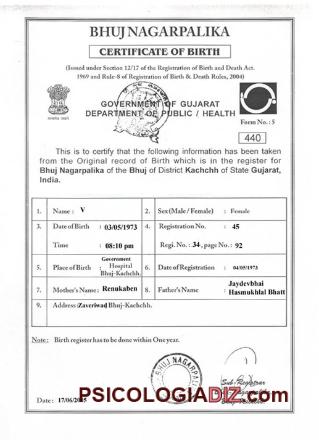 BHUJ NAGARPALIKA
CERTIFICATE OF BIRTH
(Issued under Section 12/17 of the Registration of Birth and Death Act.
1969 and Rule-8 of Registration of Birth & Death Rules, 2004)
GOVERNMENT OF GUJARAT
DEPARTMENT OF PUBLIC / HEALTH
Form No.: 5
440
This is to certify that the following information has been taken
from the Original record of Birth which is in the register for
Bhuj Nagarpalika of the Bhuj of District Kachchh of State Gujarat,
India.
1. Name : V
2. Sex (Male / Female) : Female
3. Date of Birth : 03/05/1973
4. Registration No. 45
Time 08:10 pm
Regi. No.: 34, page No.: 92
5. Place of Birth : Government Hospital Bhuj-Kachchh.
6. Date of Registration : 04/05/1973
7. Mother's Name: Renukaben
8. Father's Name: Jaydevbhai Hasmukhlal Bhatt
9. Address : Zaveriwad Bhuj-Kachchh.
Note : Birth register has to be done within One year.
BHUJ NAGARPALIKA
Sub-Registrar
PSICOLOGIADIZ.com
Date : 17/06/